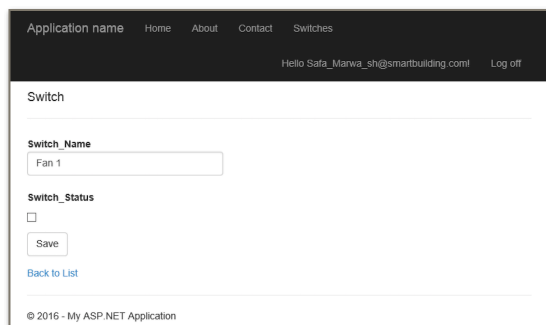 Application name Home About Contact Switches
Hello Safa_Marwa_sh@smartbuilding.com! Log off
Switch
Switch_Name
Fan 1
Switch_Status
Save
Back to List
© 2016 - My ASP.NET Application